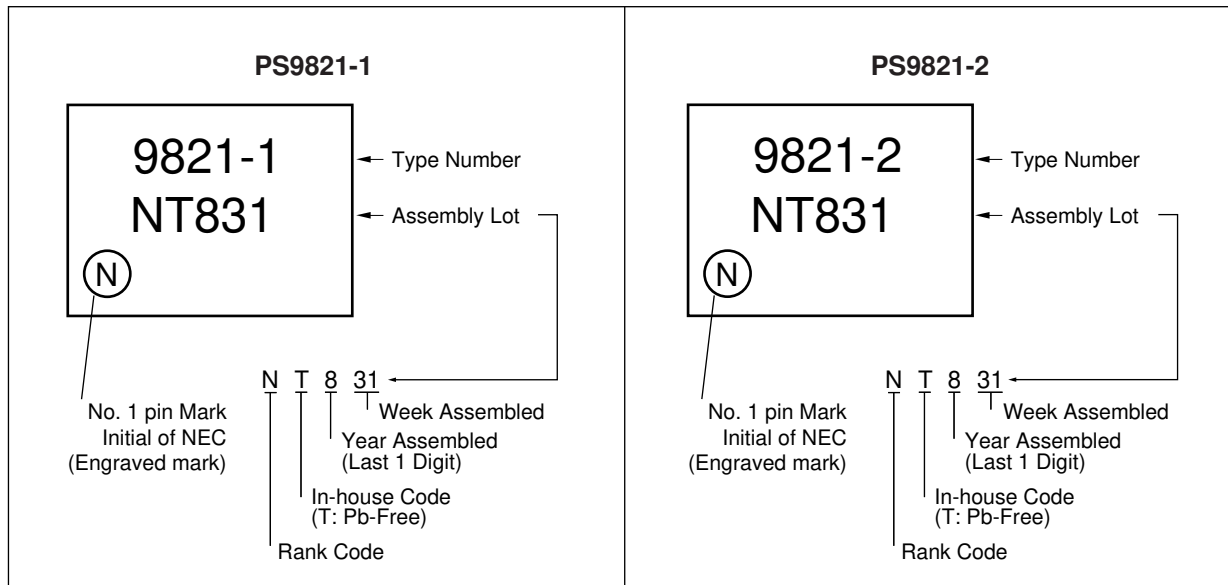 PS9821-1
9821-1
Type Number
NT831
Assembly Lot
N
N T 8 31
No. 1 pin Mark
Initial of NEC
(Engraved mark)
Week Assembled
Year Assembled
(Last 1 Digit)
In-house Code
(T: Pb-Free)
Rank Code
PS9821-2
9821-2
Type Number
NT831
Assembly Lot
N
N T 8 31
No. 1 pin Mark
Initial of NEC
(Engraved mark)
Week Assembled
Year Assembled
(Last 1 Digit)
In-house Code
(T: Pb-Free)
Rank Code